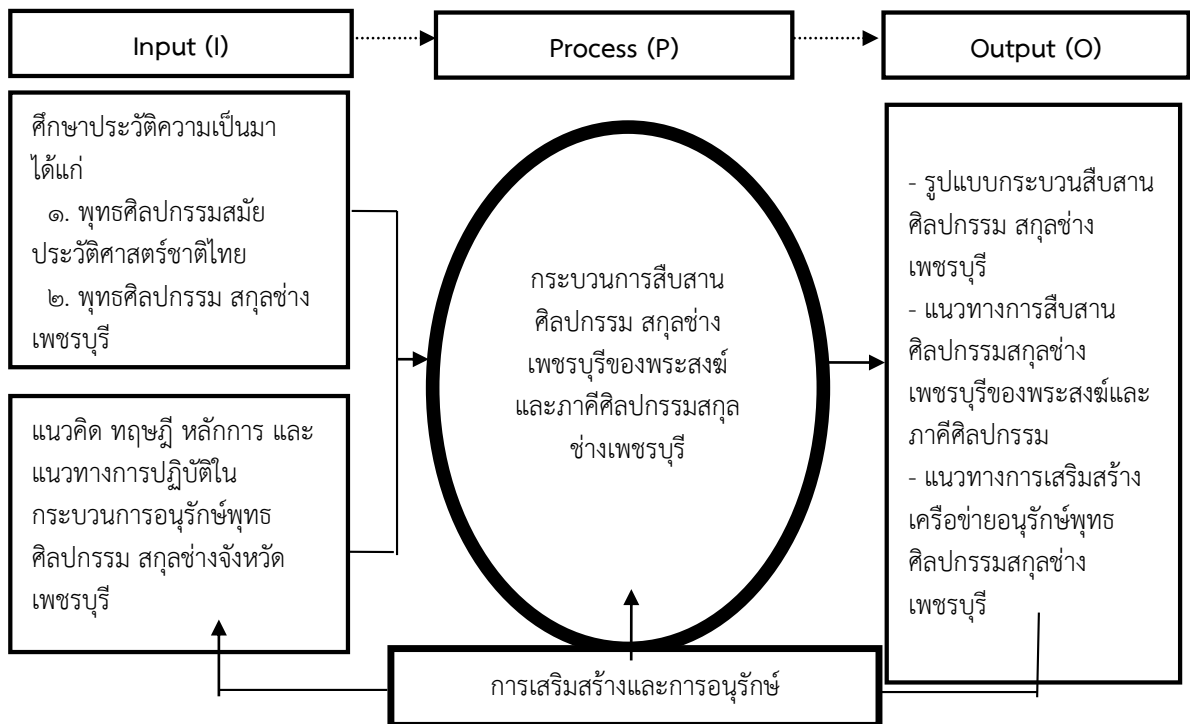 Input (I)
Process (P)
Output (O)
ศึกษาประวัติความเป็นมา
ได้แก่
๑. พุทธศิลปกรรมสมัย
ประวัติศาสตร์ชาติไทย
๒. พุทธศิลปกรรม สกุลช่าง
เพชรบุรี
แนวคิด ทฤษฎี หลักการ และ
แนวทางการปฏิบัติใน
กระบวนการอนุรักษ์พุทธ
ศิลปกรรม สกุลช่างจังหวัด
เพชรบุรี
กระบวนการสืบสาน
ศิลปกรรม สกุลช่าง
เพชรบุรีของพระสงฆ์
และภาคีศิลปกรรมสกุล
ช่างเพชรบุรี
- รูปแบบกระบวนสืบสาน
ศิลปกรรม สกุลช่าง
เพชรบุรี
- แนวทางการสืบสาน
ศิลปกรรมสกุลช่าง
เพชรบุรีของพระสงฆ์และ
ภาคีศิลปกรรม
- แนวทางการเสริมสร้าง
เครือข่ายอนุรักษ์พุทธ
ศิลปกรรมสกุลช่าง
เพชรบุรี
การเสริมสร้างและการอนุรักษ์